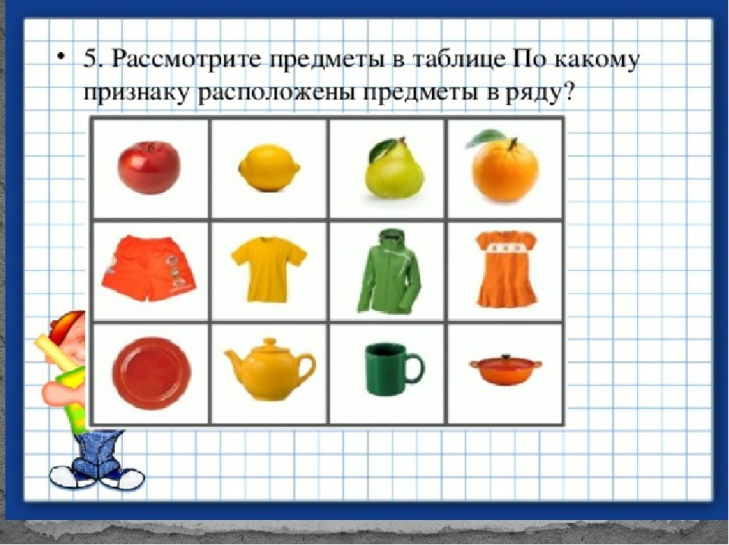 • 5. Рассмотрите предметы в таблице По какому
признаку расположены предметы в ряду?